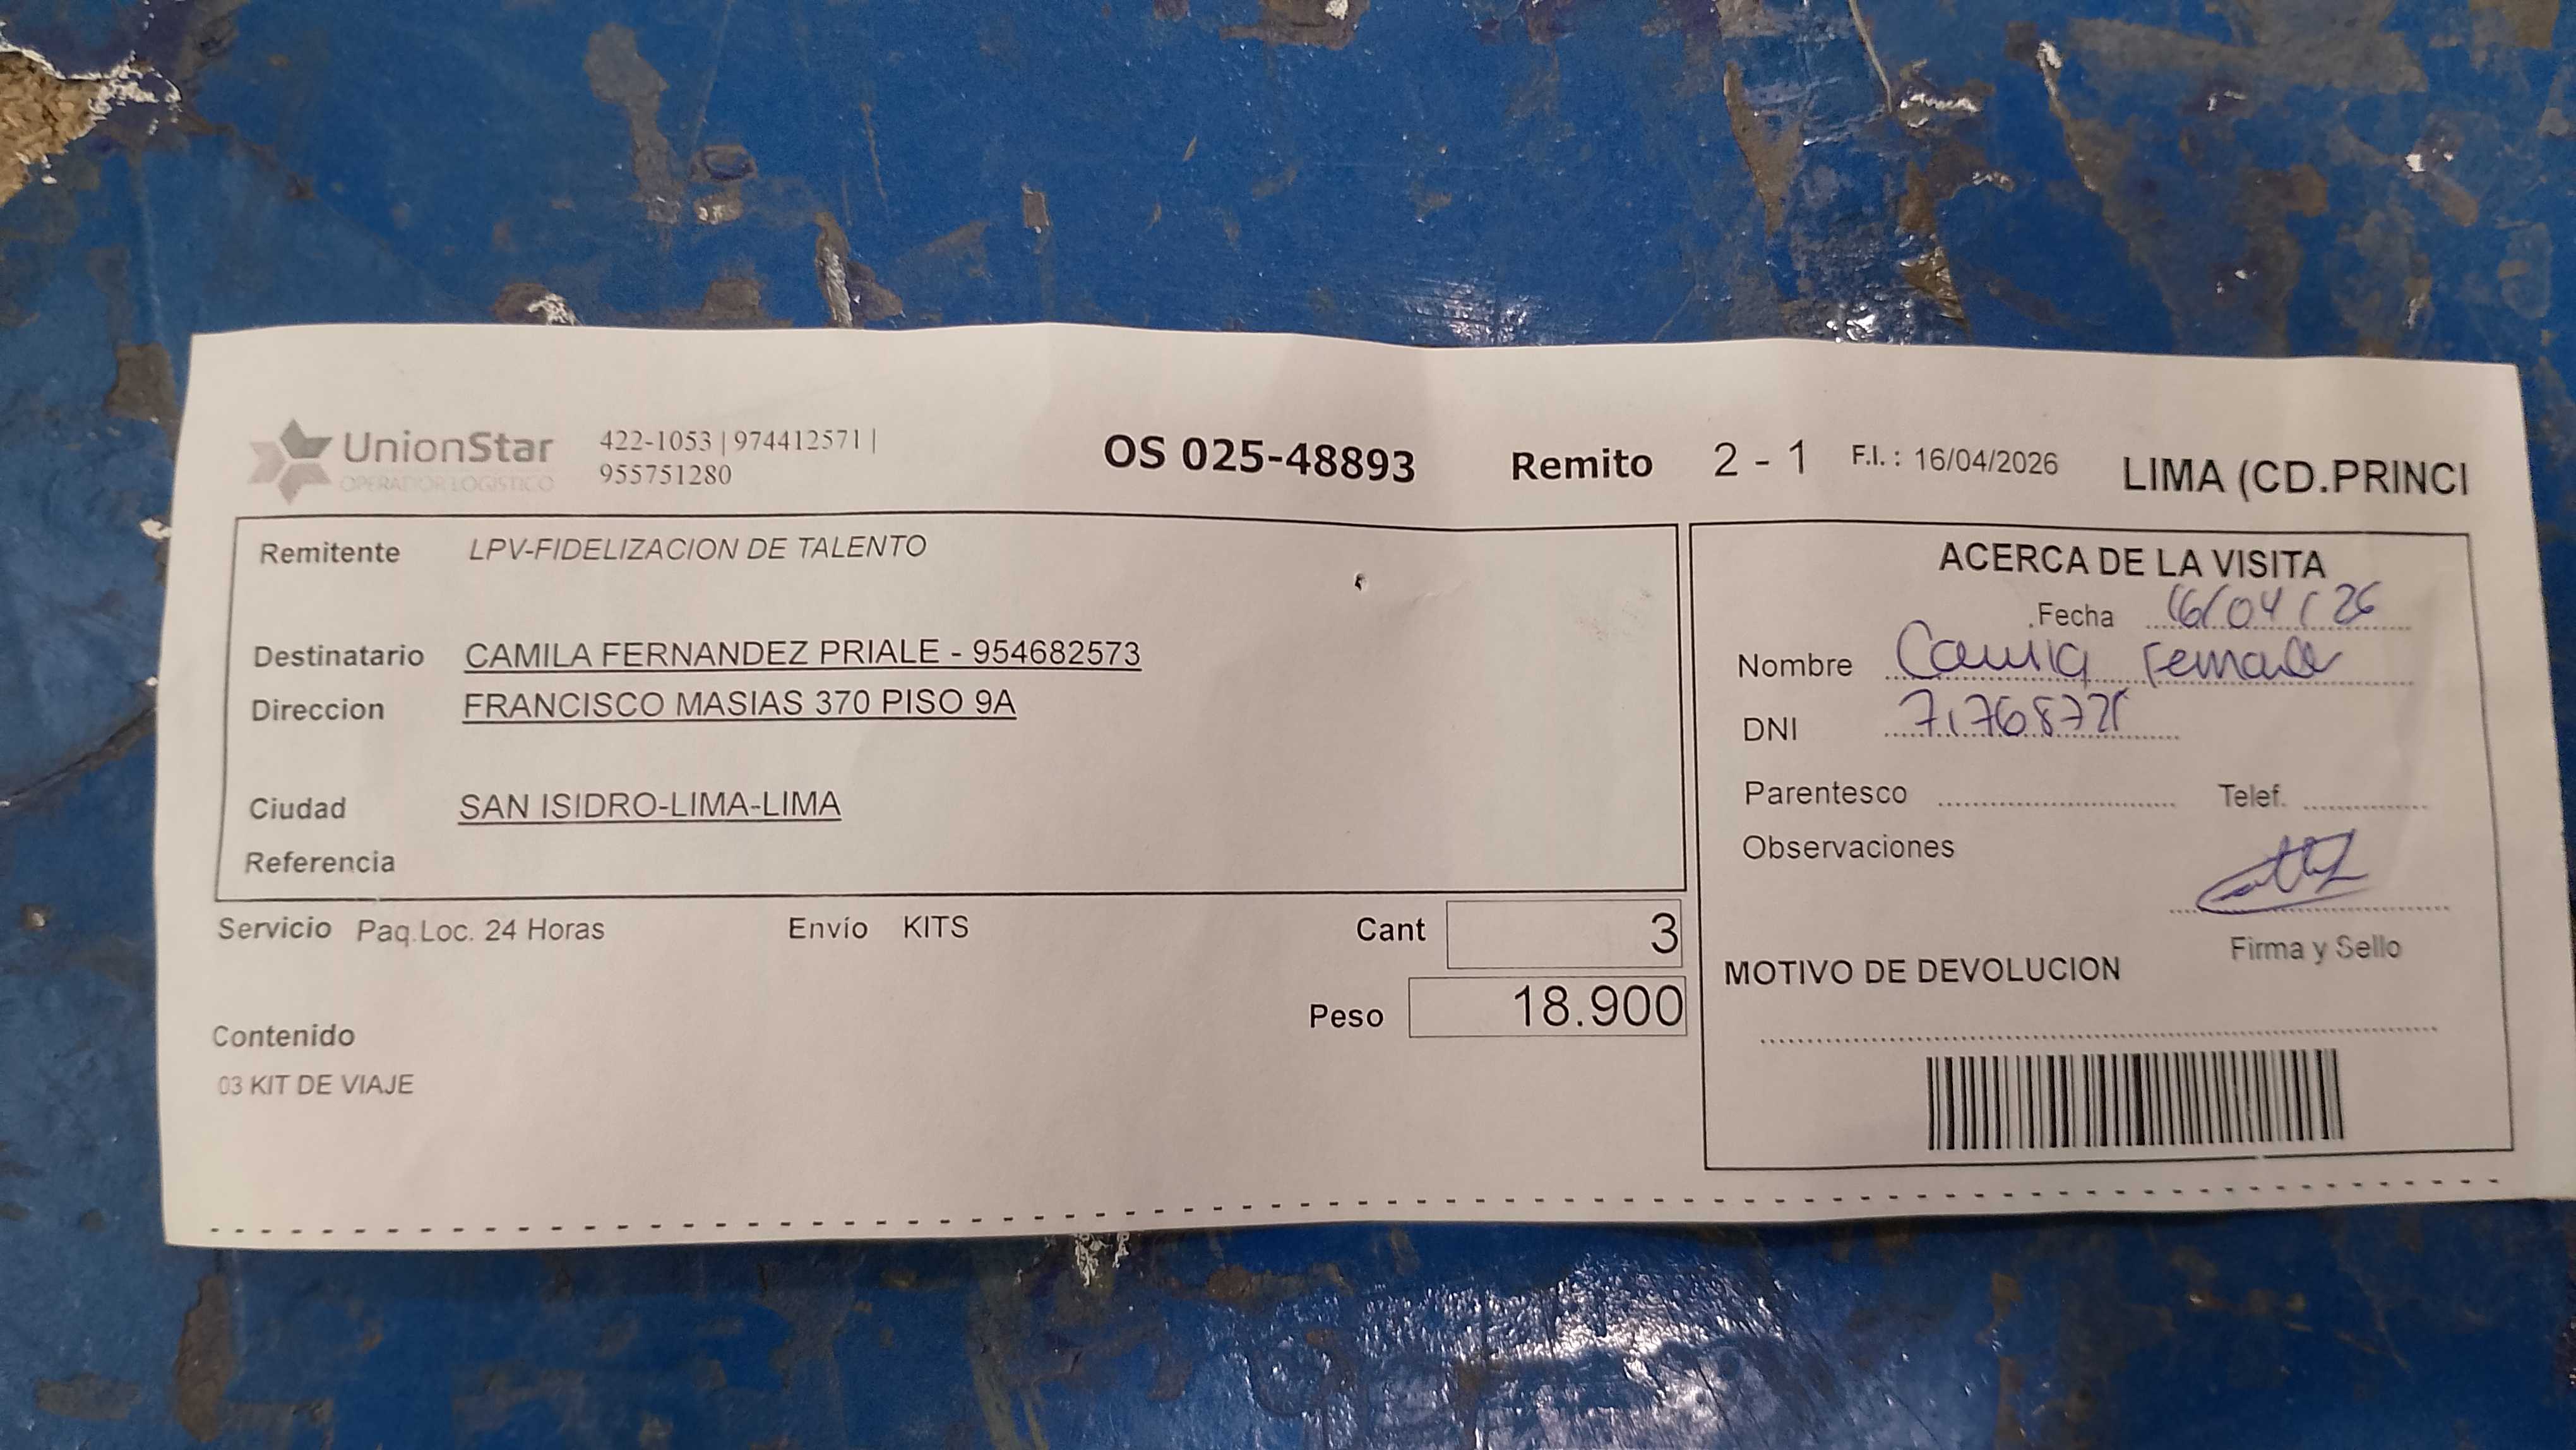 UnionStar
OPERADOR LOGISTICO
422-1053 | 974412571 |
955751280
OS 025-48893
Remito 2 - 1
F.I. : 16/04/2026
LIMA (CD.PRINCI
Remitente LPV-FIDELIZACION DE TALENTO
Destinatario CAMILA FERNANDEZ PRIALE - 954682573
Direccion FRANCISCO MASIAS 370 PISO 9A
Ciudad SAN ISIDRO-LIMA-LIMA
Referencia
Servicio Paq.Loc. 24 Horas Envío KITS Cant 3
Peso 18.900
Contenido
03 KIT DE VIAJE
ACERCA DE LA VISITA
Fecha 16/04/26
Nombre Camila
DNI
Parentesco Telef.
Observaciones
Firma y Sello
MOTIVO DE DEVOLUCION